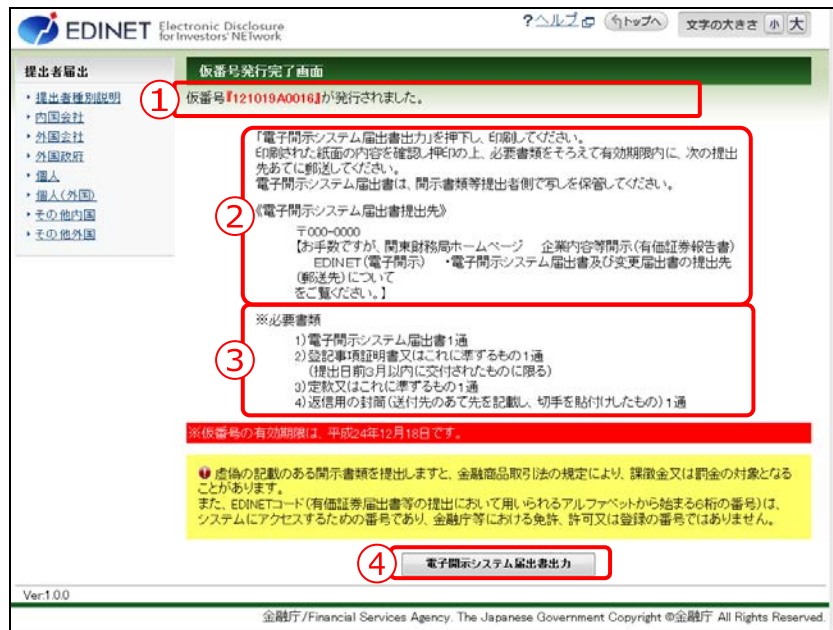 EDINET Electronic Disclosure for Investors' NETwork
?ヘルプ トップへ 文字の大きさ 小 大
提出者届出
・提出者種別説明
・内国会社
・外国会社
・外国政府
・個人
・個人(外国)
・その他内国
・その他外国
仮番号発行完了画面
① 仮番号『121019A0016』が発行されました。
②
「電子開示システム届出書出力」を押下し、印刷してください。
印刷された紙面の内容を確認し押印の上、必要書類をそろえて有効期限内に、次の提出
先あてに郵送してください。
電子開示システム届出書は、開示書類等提出者側で写しを保管してください。
《電子開示システム届出書提出先》
〒000-0000
【お手数ですが、関東財務局ホームページ 企業内容等開示(有価証券報告書)
EDINET(電子開示) ・電子開示システム届出書及び変更届出書の提出先
(郵送先)について
をご覧ください。】
③
※必要書類
1)電子開示システム届出書1通
2)登記事項証明書又はこれに準ずるもの1通
(提出日前3月以内に交付されたものに限る)
3)定款又はこれに準ずるもの1通
4)返信用の封筒(送付先のあて先を記載し、切手を貼付けしたもの)1通
※仮番号の有効期限は、平成24年12月18日です。
虚偽の記載のある開示書類を提出しますと、金融商品取引法の規定により、課徴金又は罰金の対象となる
ことがあります。
また、EDINETコード(有価証券届出書等の提出において用いられるアルファベットから始まる6桁の番号)は、
システムにアクセスするための番号であり、金融庁等における免許、許可又は登録の番号ではありません。
④ 電子開示システム届出書出力
Ver.1.0.0
金融庁/Financial Services Agency. The Japanese Government Copyright ©金融庁 All Rights Reserved.